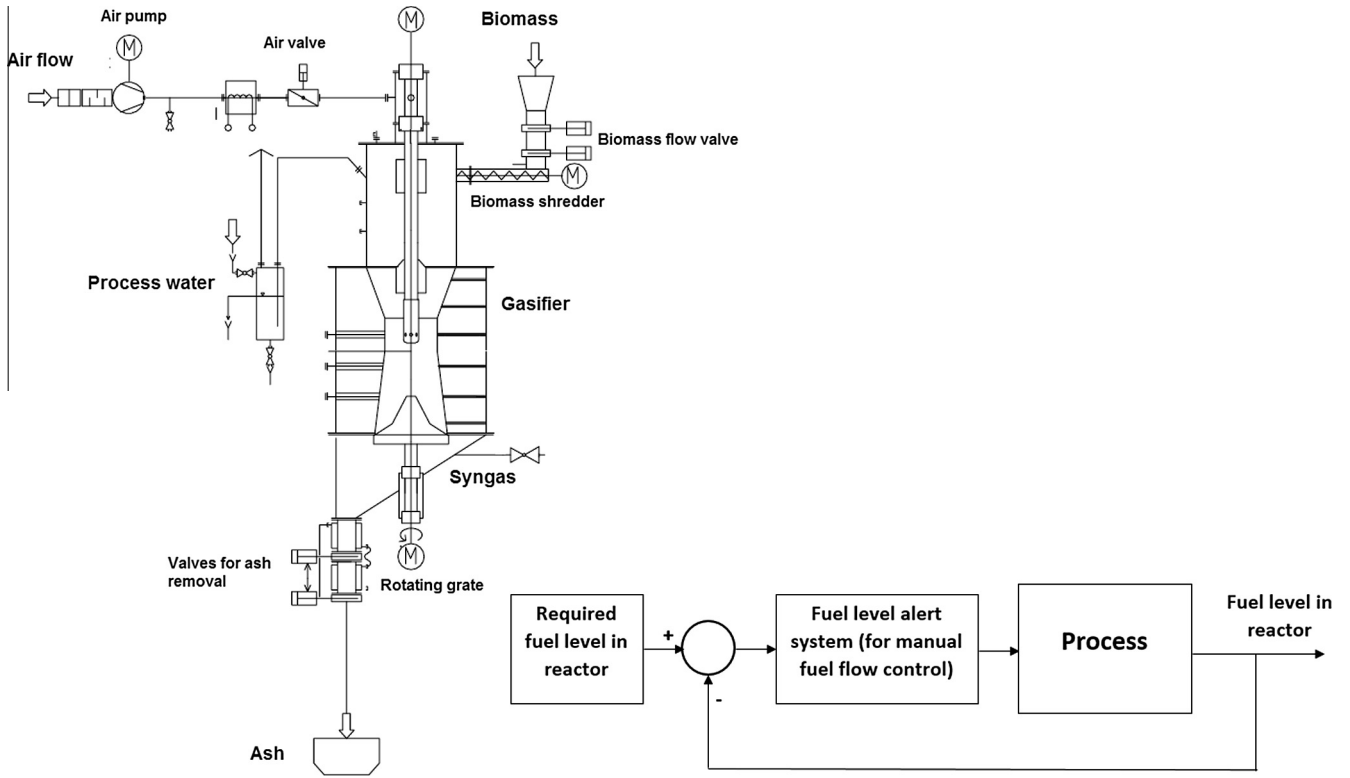 Air pump
M
M
Biomass
Air valve
Air flow
Biomass flow valve
M
Biomass shredder
Process water
Gasifier
Syngas
Valves for ash
removal
M
Rotating grate
Required
fuel level in
reactor
+
-
Fuel level alert
system (for manual
fuel flow control)
Process
Fuel level in
reactor
Ash